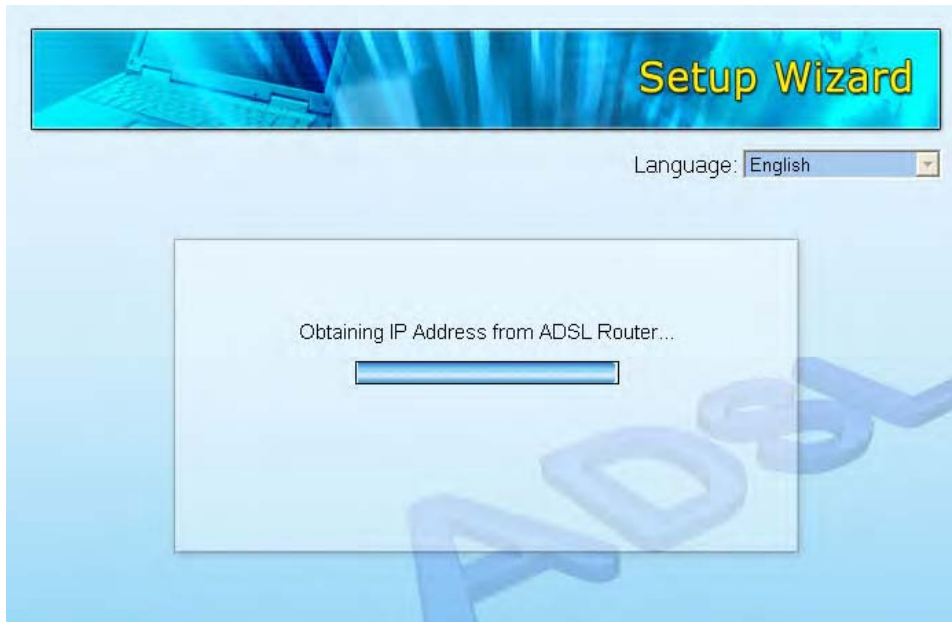 Setup Wizard
Language: English
Obtaining IP Address from ADSL Router...
ADSL